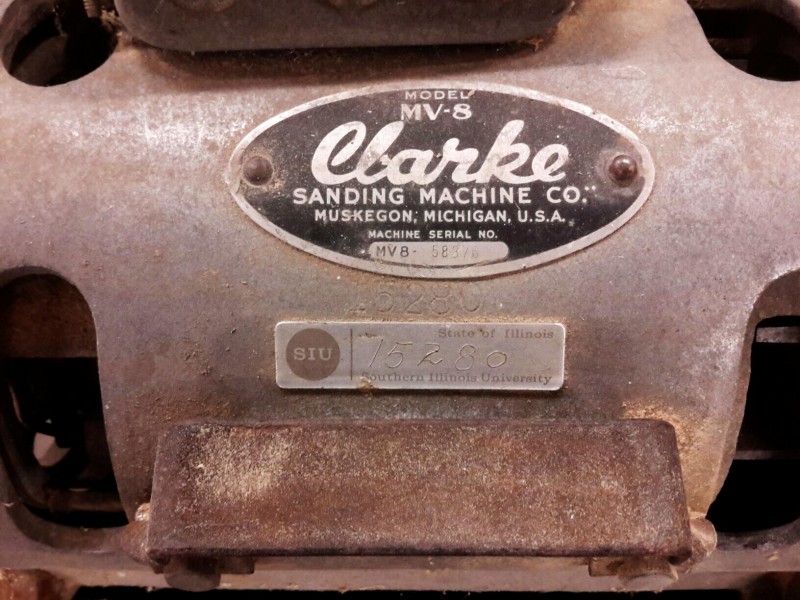 MODEL
MV-8
Clarke
SANDING MACHINE CO.
MUSKEGON, MICHIGAN, U.S.A.
MACHINE SERIAL NO.
MV8-
15280
State of Illinois
SIU
15280
Southern Illinois University